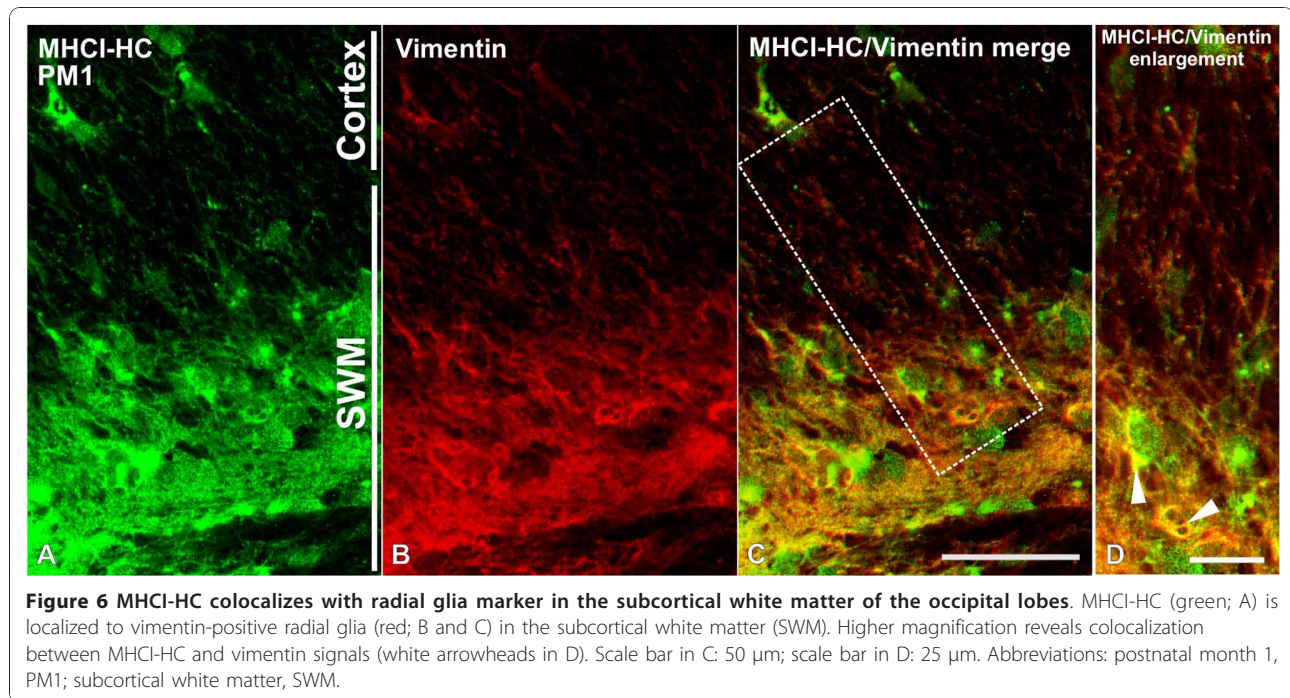 MHCI-HC
PM1
Cortex
SWM
A
Vimentin
B
MHCI-HC/Vimentin merge
C
MHCI-HC/Vimentin
enlargement
D
Figure 6 MHCI-HC colocalizes with radial glia marker in the subcortical white matter of the occipital lobes. MHCI-HC (green; A) is
localized to vimentin-positive radial glia (red; B and C) in the subcortical white matter (SWM). Higher magnification reveals colocalization
between MHCI-HC and vimentin signals (white arrowheads in D). Scale bar in C: 50 μm; scale bar in D: 25 μm. Abbreviations: postnatal month 1,
PM1; subcortical white matter, SWM.